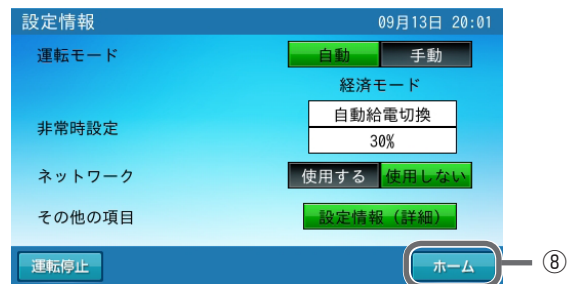 設定情報 09月13日 20:01
運転モード 自動 手動
経済モード
非常時設定 自動給電切換
30%
ネットワーク 使用する 使用しない
その他の項目 設定情報（詳細）
運転停止 ホーム ⑧